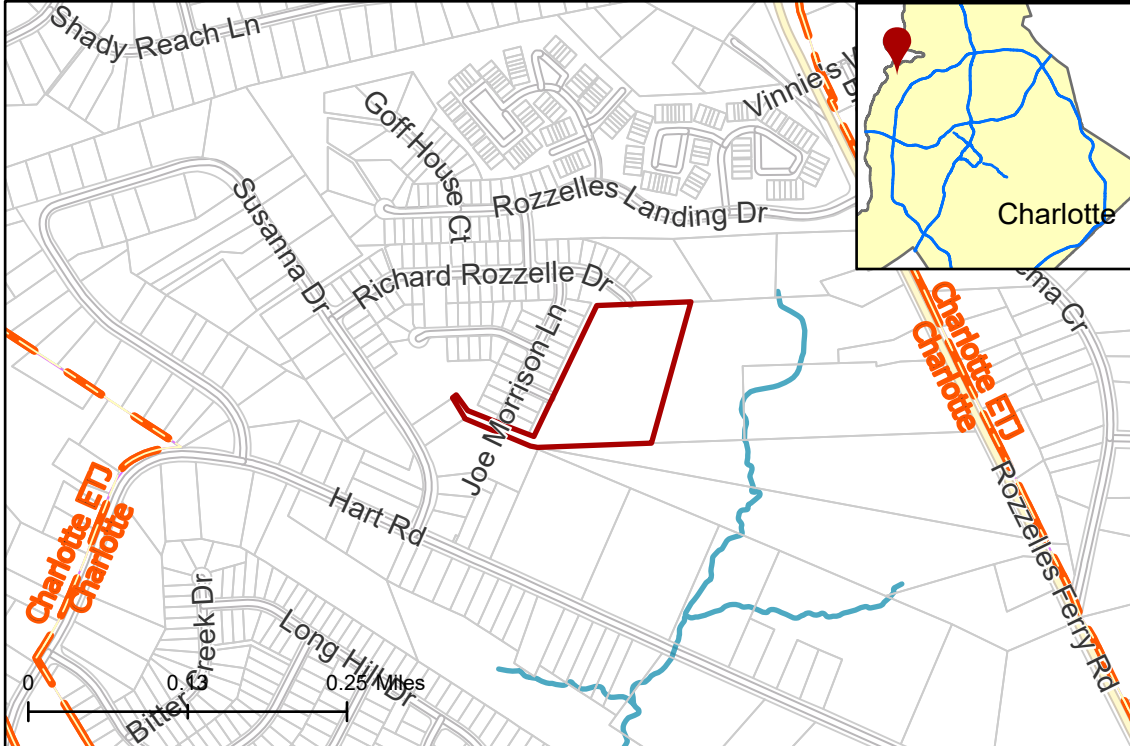 Shady Reach Ln
Vinnie's
Charlotte
Goff House Ct
Susanna Dr
Rozzelles Landing Dr
Richard Rozzelle Dr
Charlotte ETJ
Charlotte
Joe Morrison Ln
Hart Rd
Charlotte ETJ
Charlotte
Rozzelles Ferry Rd
Bitter Creek Dr
Long Hill Dr
0
0.13
0.25 Miles